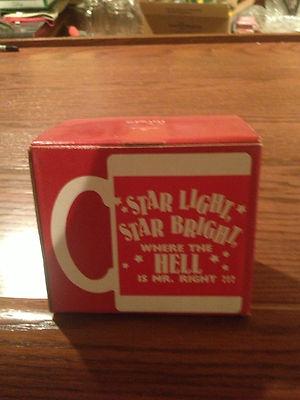 STAR LIGHT,
STAR BRIGHT,
WHERE THE
HELL
IS MR. RIGHT ???